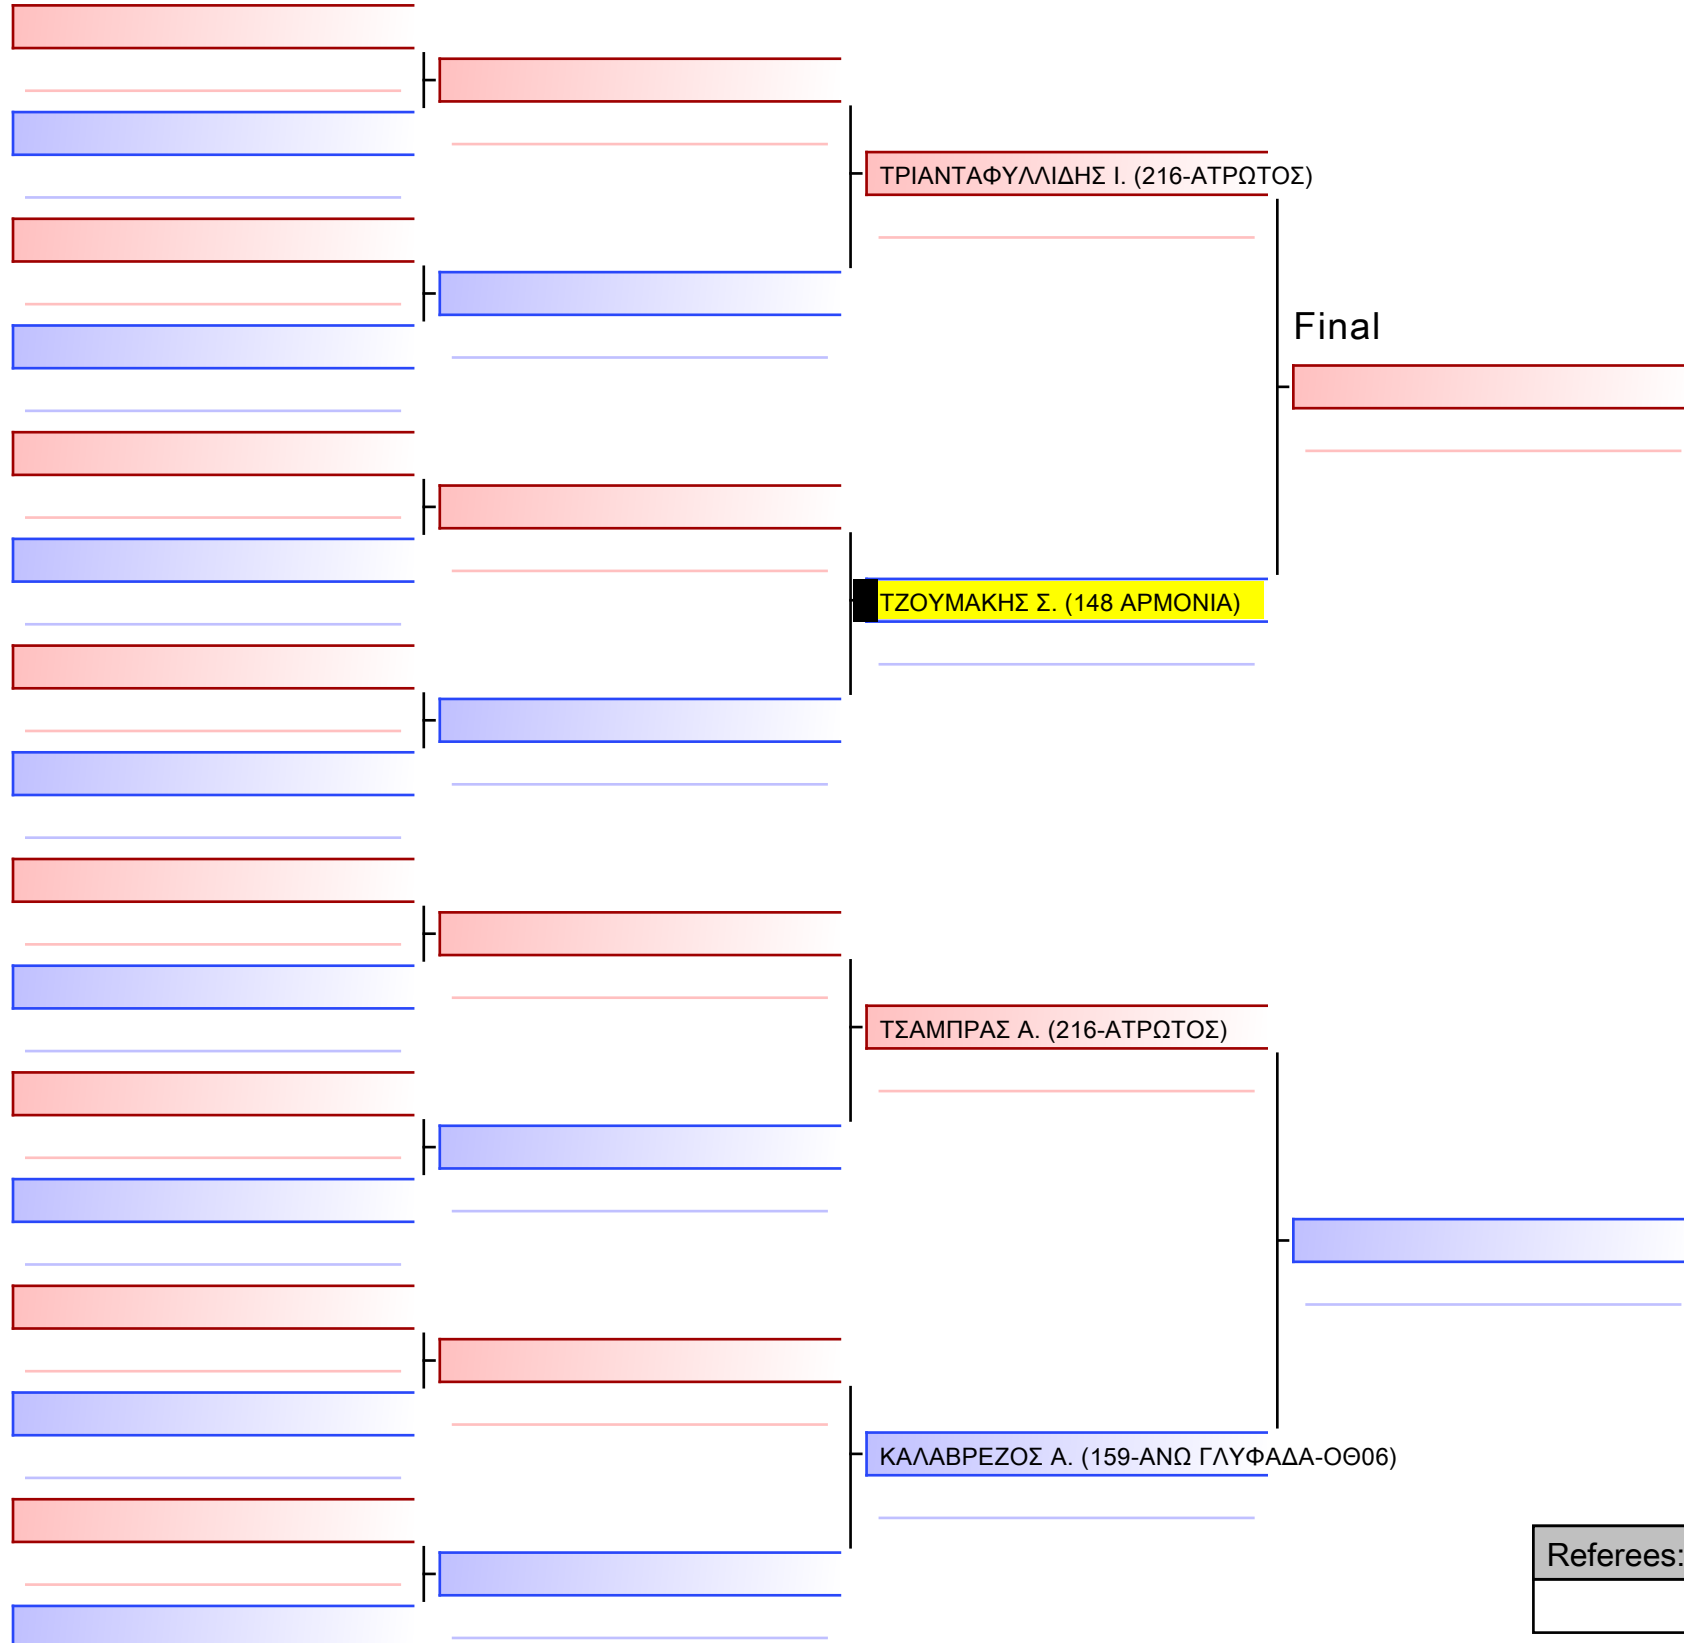 ΤΡΙΑΝΤΑΦΥΛΛΙΔΗΣ Ι. (216-ΑΤΡΩΤΟΣ)
Final
ΤΖΟΥΜΑΚΗΣ Σ. (148 ΑΡΜΟΝΙΑ)
ΤΣΑΜΠΡΑΣ Α. (216-ΑΤΡΩΤΟΣ)
ΚΑΛΑΒΡΕΖΟΣ Α. (159-ΑΝΩ ΓΛΥΦΑΔΑ-ΟΘ06)
Referees: